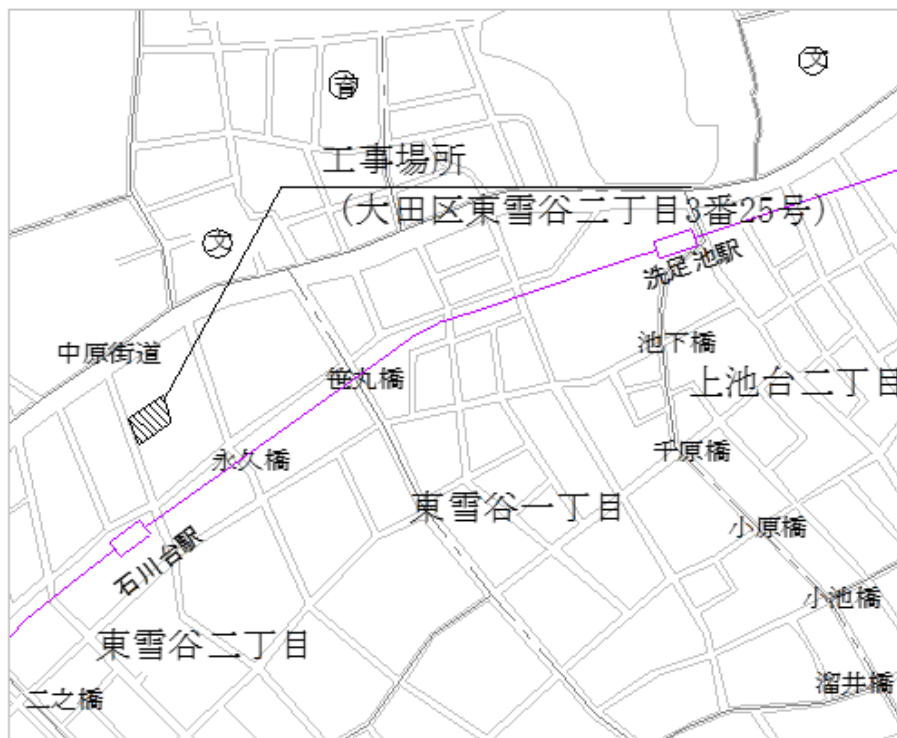 文
育
工事場所
(大田区東雪谷二丁目3番25号)
文
洗足池駅
中原街道
池下橋
笹丸橋
上池台二丁目
千原橋
永久橋
東雪谷一丁目
小原橋
石川台駅
小池橋
東雪谷二丁目
溜井橋
二之橋